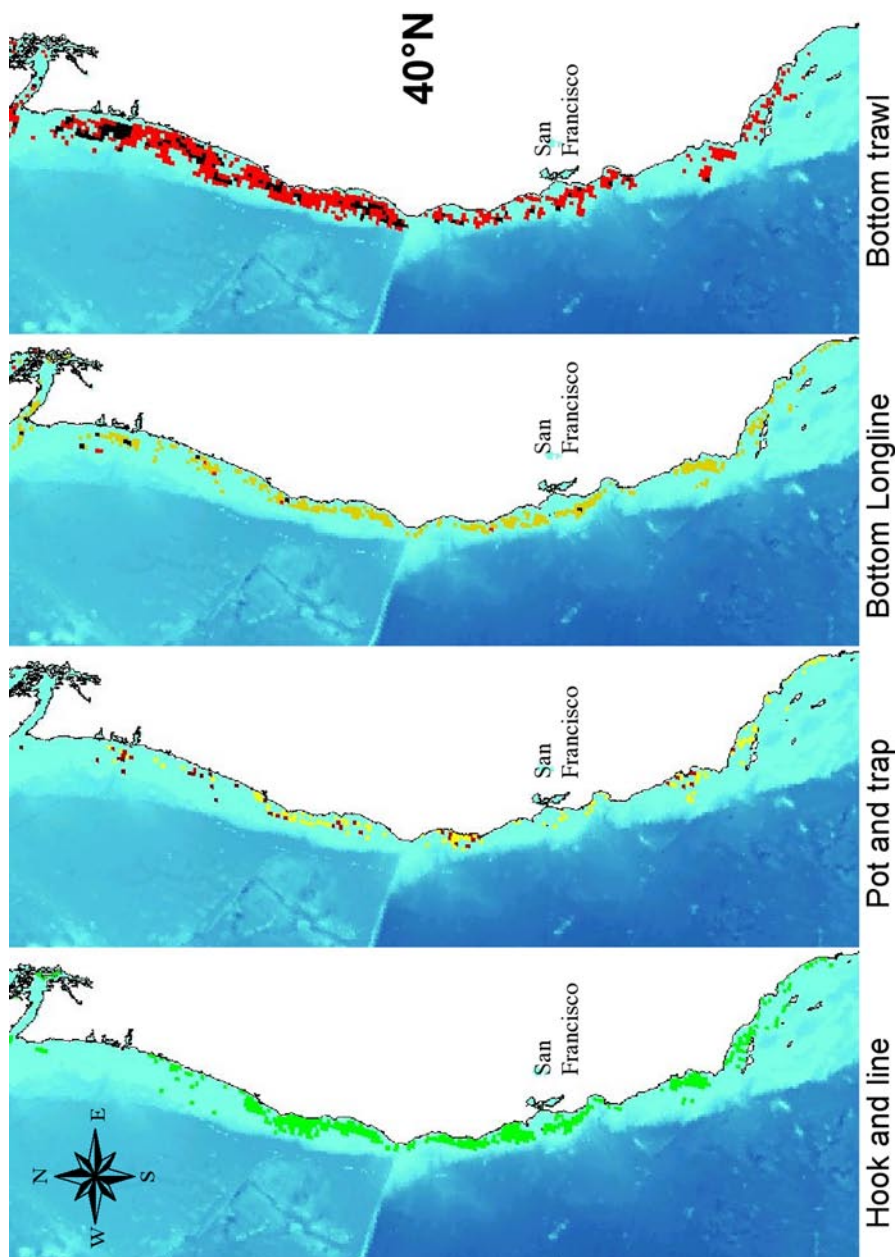 N
W E
S
40°N
San
Francisco
San
Francisco
San
Francisco
San
Francisco
Hook and line
Pot and trap
Bottom Longline
Bottom trawl